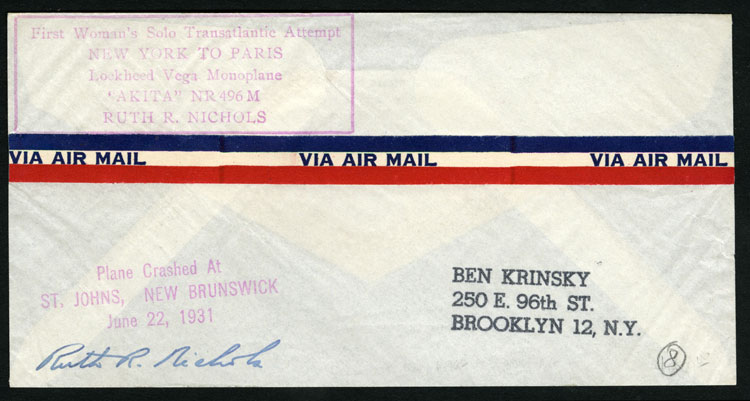 First Woman's Solo Transatlantic Attempt
NEW YORK TO PARIS
Lockheed Vega Monoplane
"AKITA" NR496M
RUTH R. NICHOLS
VIA AIR MAIL VIA AIR MAIL VIA AIR MAIL
Plane Crashed At
ST. JOHNS, NEW BRUNSWICK
June 22, 1931
Ruth R. Nichols
BEN KRINSKY
250 E. 96th ST.
BROOKLYN 12, N.Y.
8